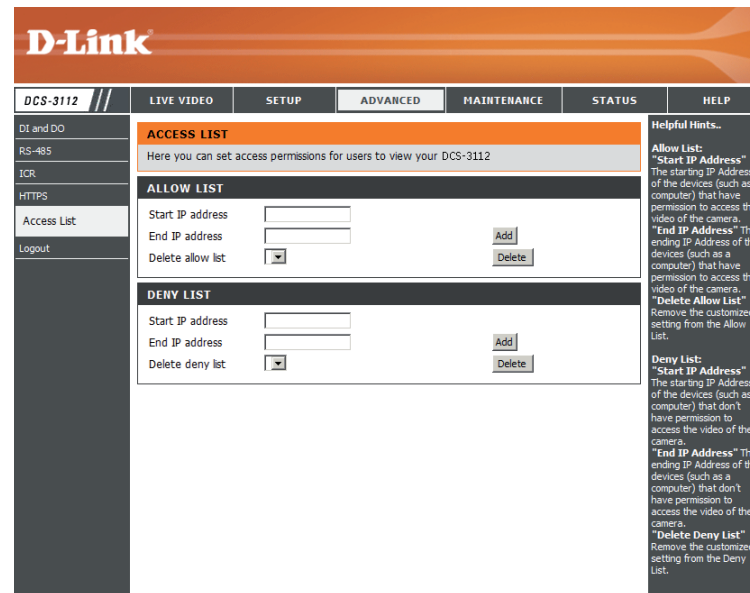 D-Link
DCS-3112 //
LIVE VIDEO
SETUP
ADVANCED
MAINTENANCE
STATUS
HELP
DI and DO
RS-485
ICR
HTTPS
Access List
Logout
ACCESS LIST
Here you can set access permissions for users to view your DCS-3112
ALLOW LIST
Start IP address
End IP address
Add
Delete allow list
Delete
DENY LIST
Start IP address
End IP address
Add
Delete deny list
Delete
Helpful Hints..
Allow List:
"Start IP Address"
The starting IP Address
of the devices (such as
computer) that have
permission to access th
video of the camera.
"End IP Address" Th
ending IP Address of th
devices (such as a
computer) that have
permission to access th
video of the camera.
"Delete Allow List"
Remove the customized
setting from the Allow
List.
Deny List:
"Start IP Address"
The starting IP Address
of the devices (such as
computer) that don't
have permission to
access the video of the
camera.
"End IP Address" Th
ending IP Address of th
devices (such as a
computer) that don't
have permission to
access the video of the
camera.
"Delete Deny List"
Remove the customized
setting from the Deny
List.